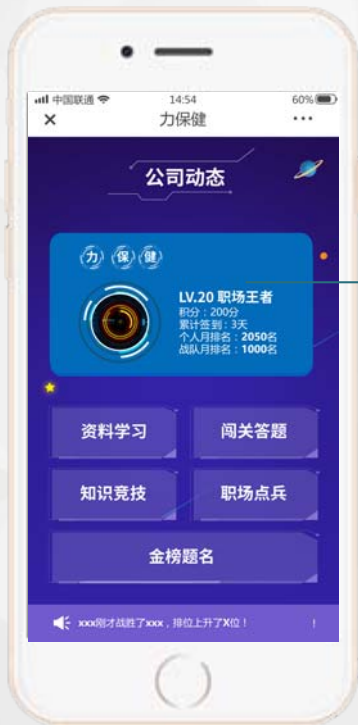 中国联通 14:54 60%
力保健
公司动态
力 保 健
LV.20 职场王者
积分：200分
累计签到：3天
个人月排名：2050名
战队月排名：1000名
资料学习 闯关答题
知识竞技 职场点兵
金榜题名
xxx刚才战胜了xxx，排位上升了X位！ ！